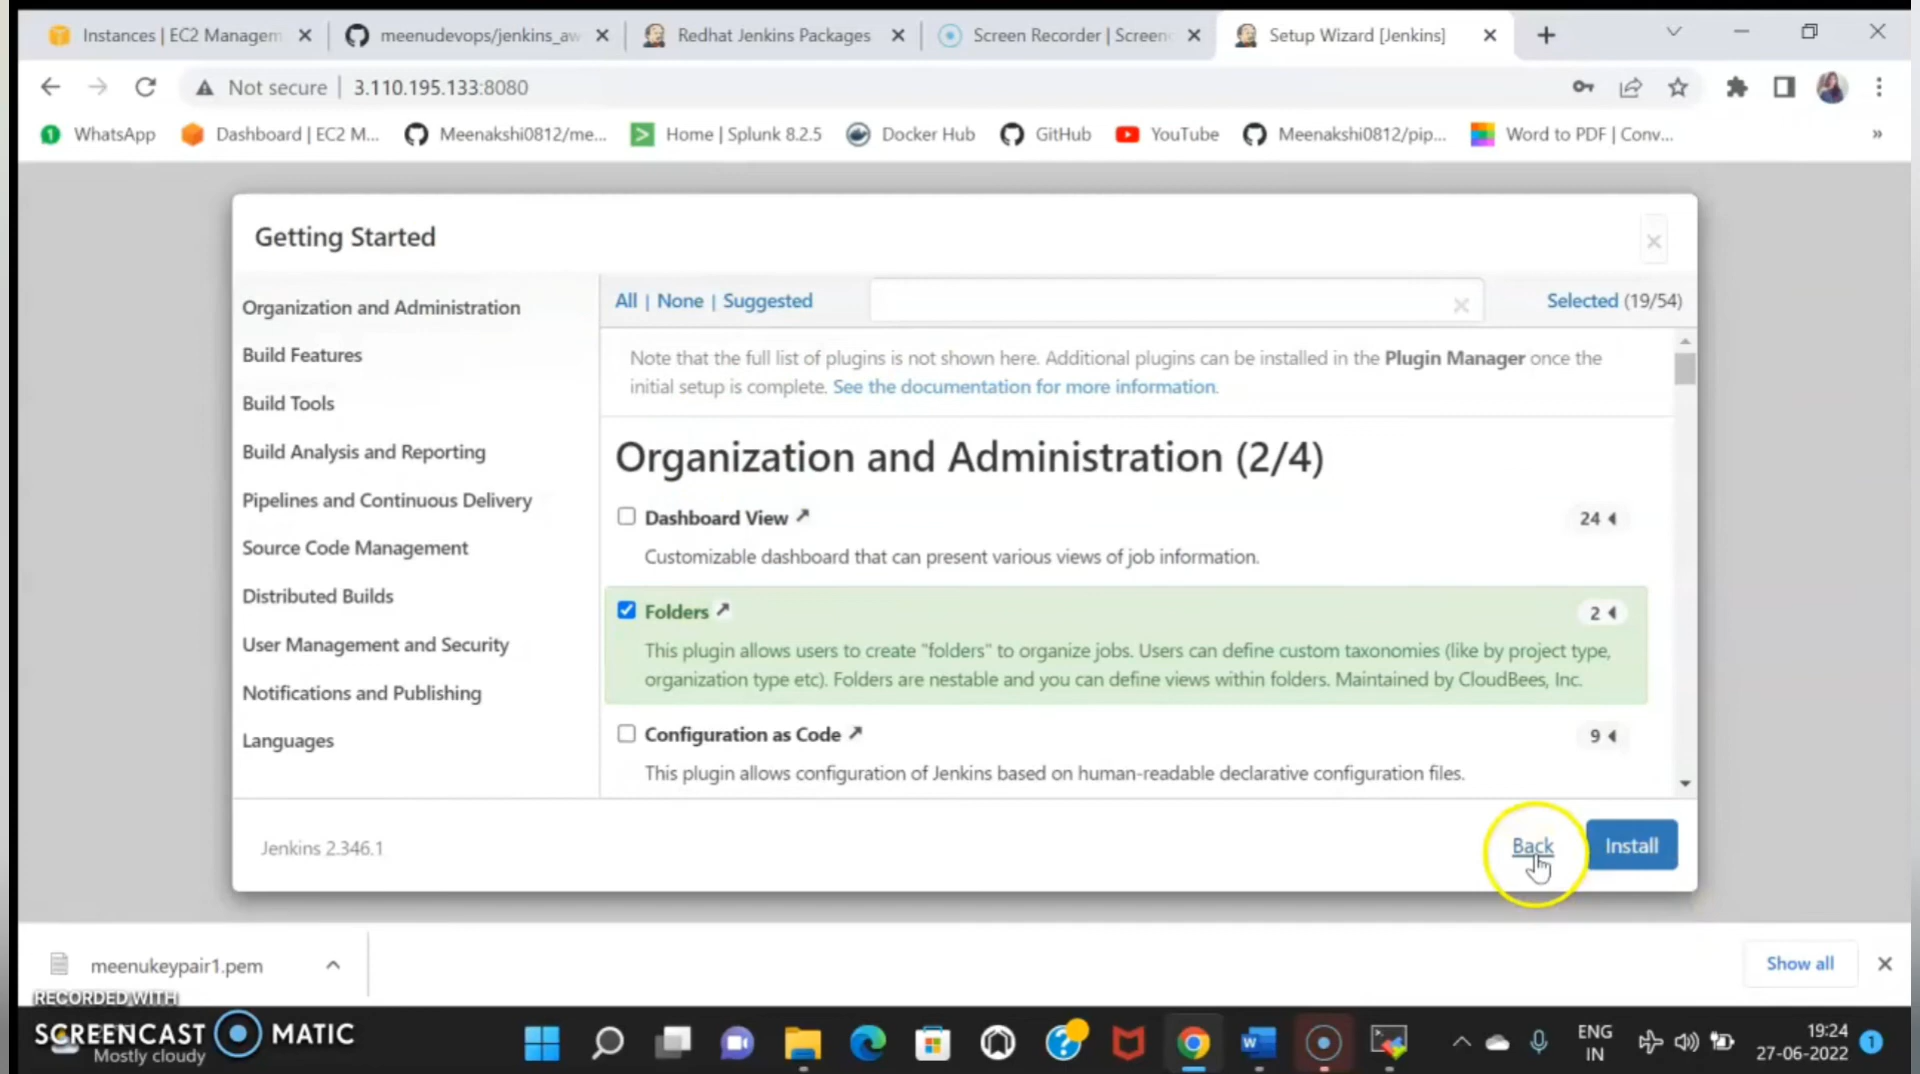 Instances | EC2 Managem
meenudevops/jenkins_aw
Redhat Jenkins Packages
Screen Recorder | Screen
Setup Wizard [Jenkins]
Not secure | 3.110.195.133:8080
WhatsApp
Dashboard | EC2 M...
Meenakshi0812/me...
Home | Splunk 8.2.5
Docker Hub
GitHub
YouTube
Meenakshi0812/pip...
Word to PDF | Conv...
»
Getting Started
Organization and Administration
Build Features
Build Tools
Build Analysis and Reporting
Pipelines and Continuous Delivery
Source Code Management
Distributed Builds
User Management and Security
Notifications and Publishing
Languages
All | None | Suggested
Selected (19/54)
Note that the full list of plugins is not shown here. Additional plugins can be installed in the Plugin Manager once the
initial setup is complete. See the documentation for more information.
Organization and Administration (2/4)
Dashboard View
24
Customizable dashboard that can present various views of job information.
Folders
2
This plugin allows users to create "folders" to organize jobs. Users can define custom taxonomies (like by project type,
organization type etc). Folders are nestable and you can define views within folders. Maintained by CloudBees, Inc.
Configuration as Code
9
This plugin allows configuration of Jenkins based on human-readable declarative configuration files.
Jenkins 2.346.1
Back
Install
meenukeypair1.pem
Show all
RECORDED WITH
SCREENCAST MATIC
Mostly cloudy
ENG
IN
19:24
27-06-2022
1